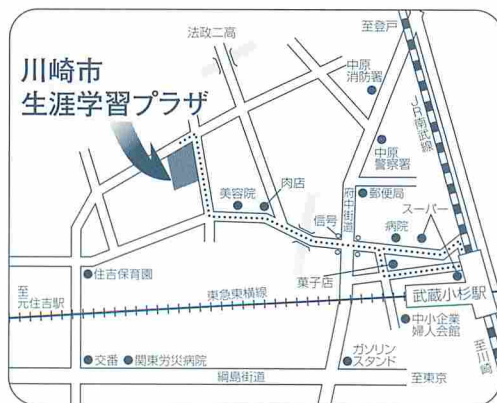 川崎市
生涯学習プラザ
法政二高
至登戸
中原
消防署
JR南武線
中原
警察署
肉店
美容院
府中街道
郵便局
スーパー
信号
病院
菓子店
住吉保育園
至
元住吉駅
東急東横線
武蔵小杉駅
中小企業
婦人会館
至川崎
交番
関東労災病院
ガソリン
スタンド
綱島街道
至東京